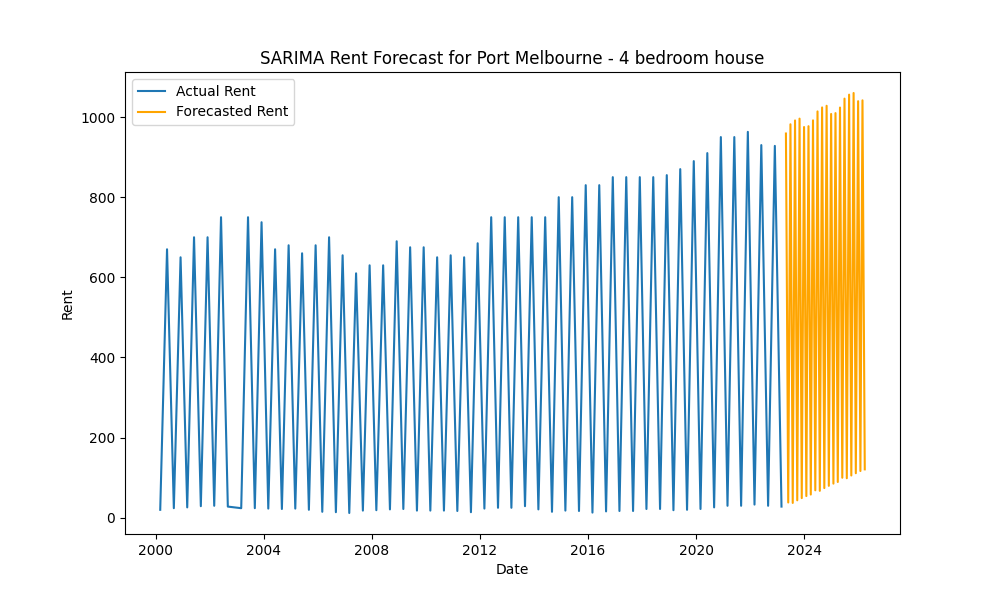 SARIMA Rent Forecast for Port Melbourne - 4 bedroom house
Actual Rent
Forecasted Rent
1000
800
600
400
200
0
Rent
2000 2004 2008 2012 2016 2020 2024
Date